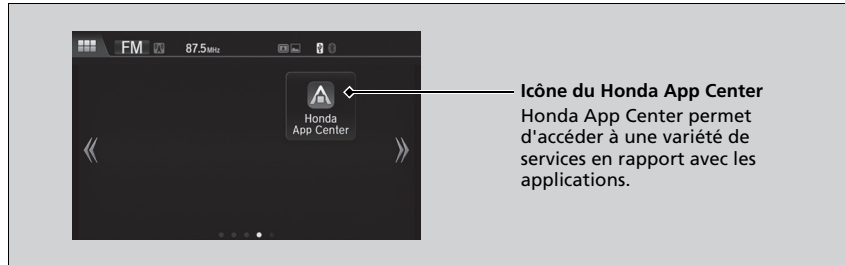 FM 87.5MHz
Honda
App Center
Icône du Honda App Center
Honda App Center permet
d'accéder à une variété de
services en rapport avec les
applications.